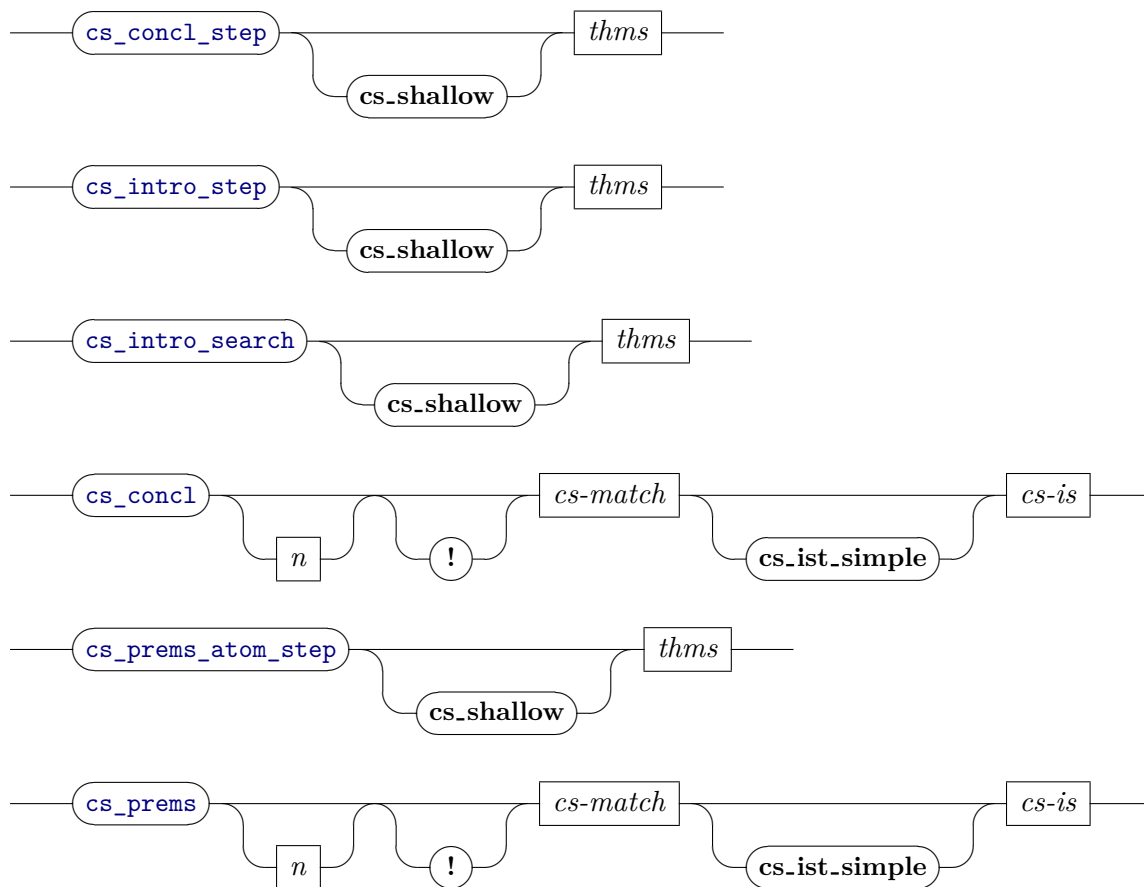 cs_concl_step thms
cs_shallow
cs_intro_step thms
cs_shallow
cs_intro_search thms
cs_shallow
cs_concl cs-match cs-is
n ! cs_ist_simple
cs_prems_atom_step thms
cs_shallow
cs_prems cs-match cs-is
n ! cs_ist_simple